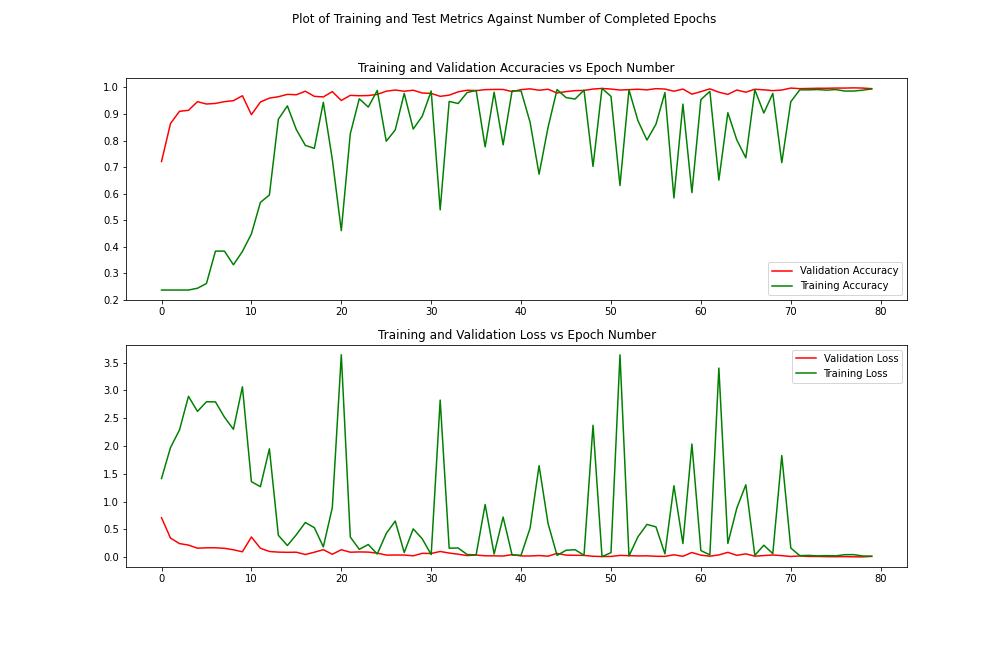 Plot of Training and Test Metrics Against Number of Completed Epochs
Training and Validation Accuracies vs Epoch Number
1.0
0.9
0.8
0.7
0.6
0.5
0.4
0.3
0.2
Validation Accuracy
Training Accuracy
0 10 20 30 40 50 60 70 80
Training and Validation Loss vs Epoch Number
3.5
3.0
2.5
2.0
1.5
1.0
0.5
0.0
Validation Loss
Training Loss
0 10 20 30 40 50 60 70 80